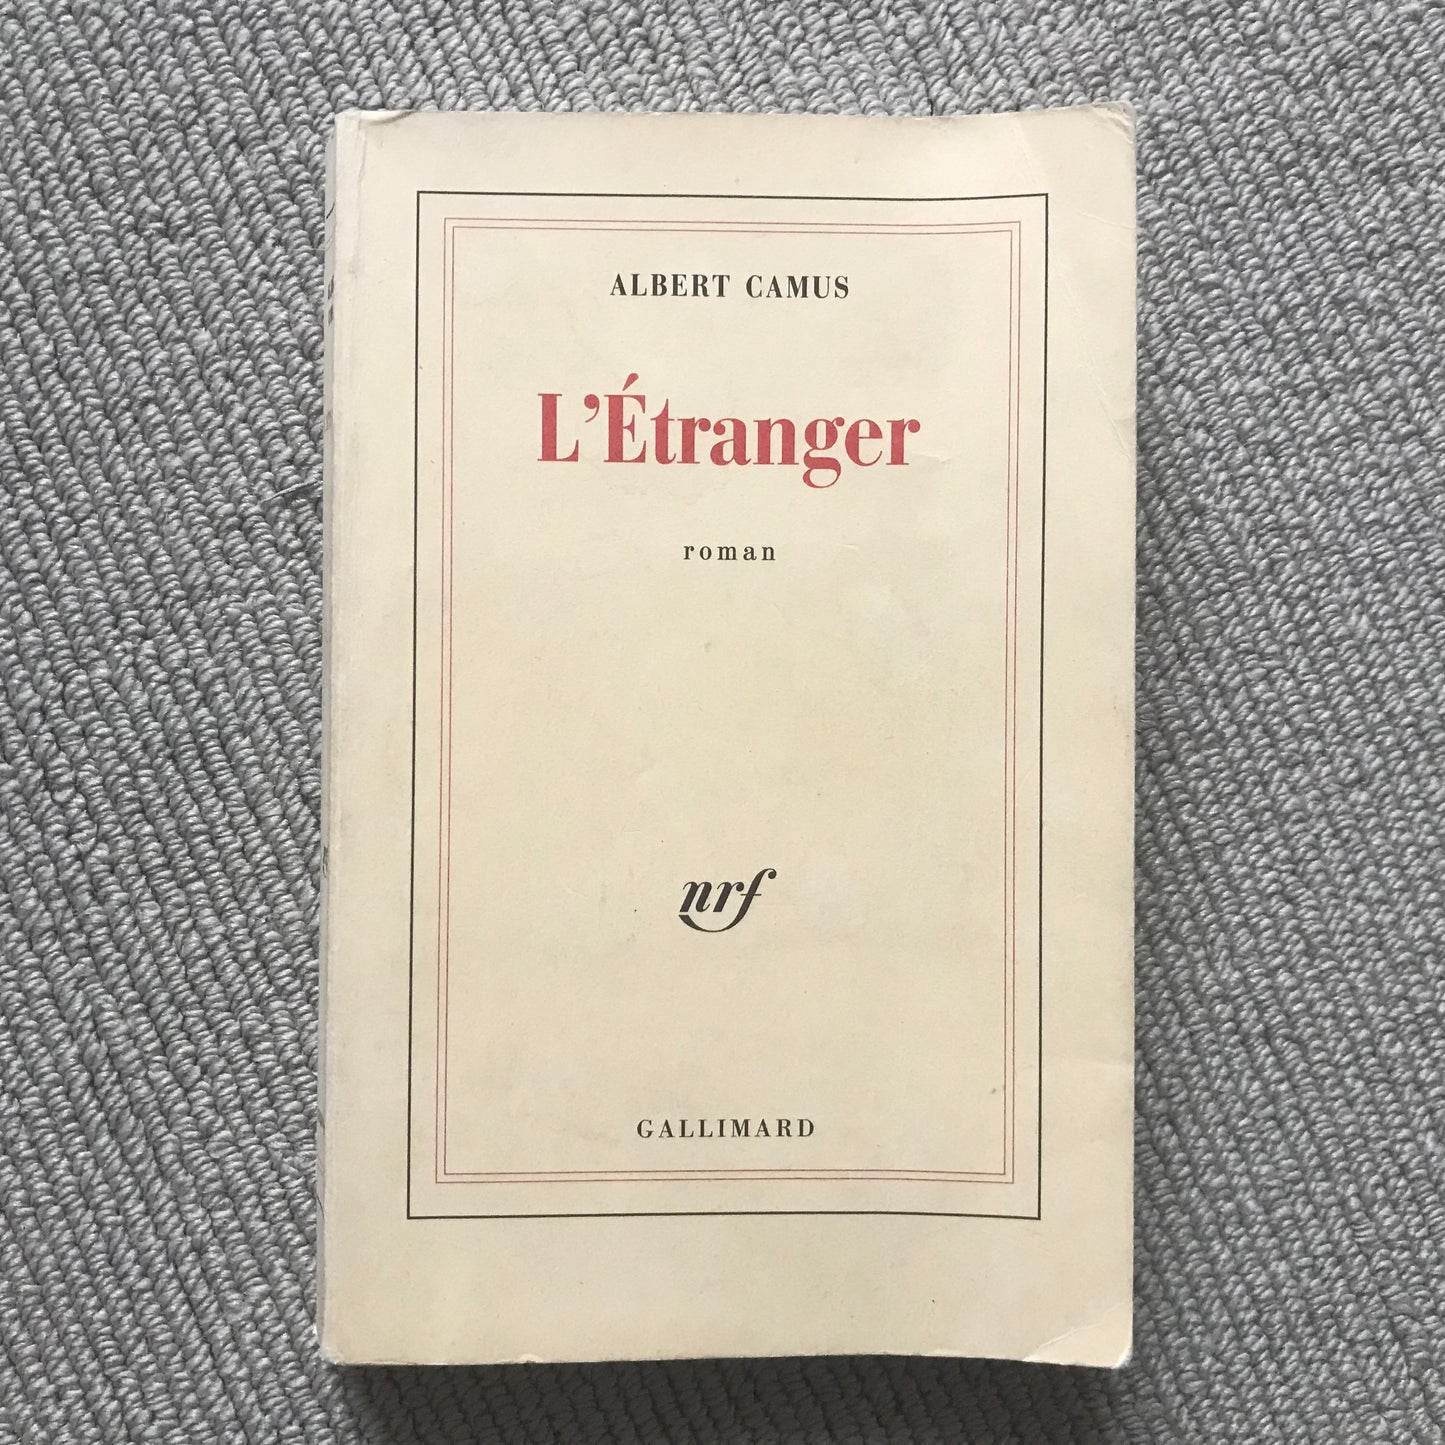 ALBERT CAMUS
L'Étranger
roman
nrf
GALLIMARD